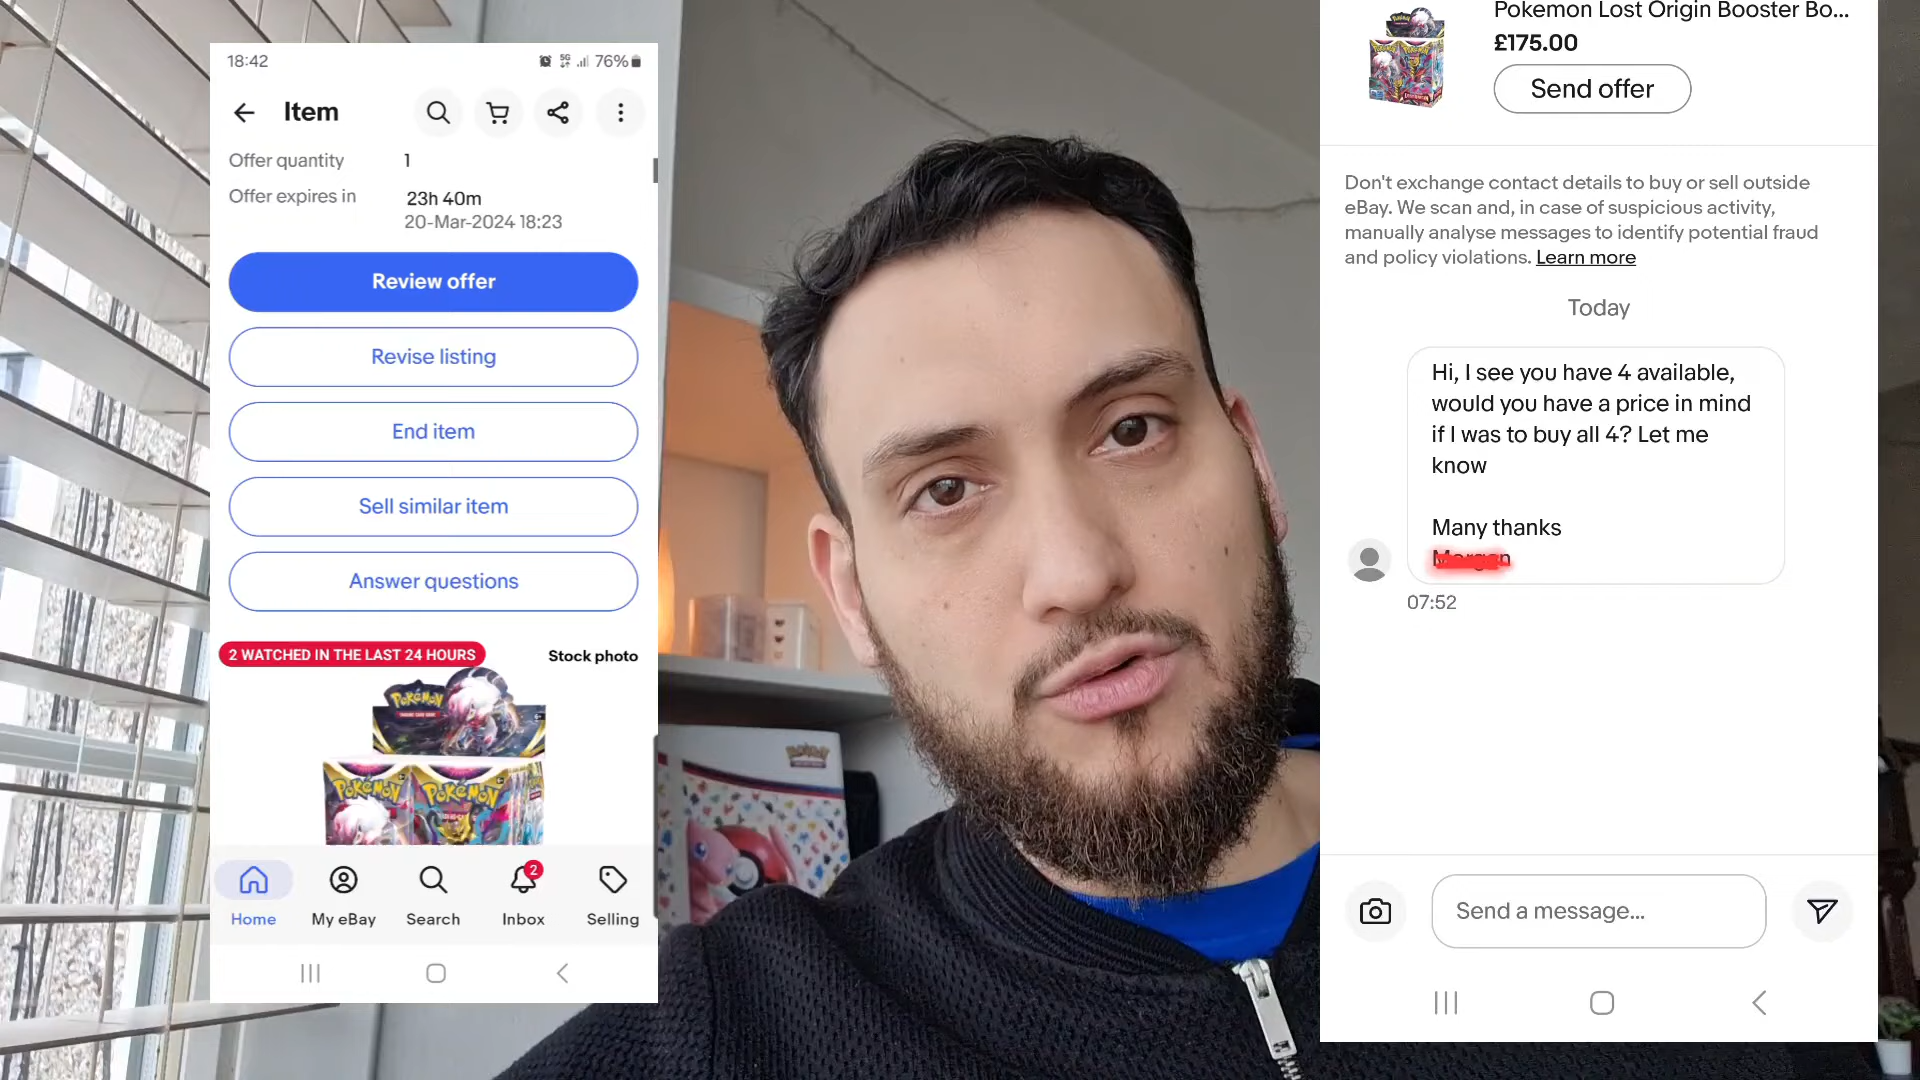 18:42
5G
76%
Item
Offer quantity 1
Offer expires in 23h 40m
20-Mar-2024 18:23
Review offer
Revise listing
End item
Sell similar item
Answer questions
2 WATCHED IN THE LAST 24 HOURS
Stock photo
POKéMON
POKéMON POKéMON
2
Home My eBay Search Inbox Selling
Pokemon Lost Origin Booster Bo...
£175.00
Send offer
Don't exchange contact details to buy or sell outside
eBay. We scan and, in case of suspicious activity,
manually analyse messages to identify potential fraud
and policy violations. Learn more
Today
Hi, I see you have 4 available,
would you have a price in mind
if I was to buy all 4? Let me
know
Many thanks
07:52
Send a message...